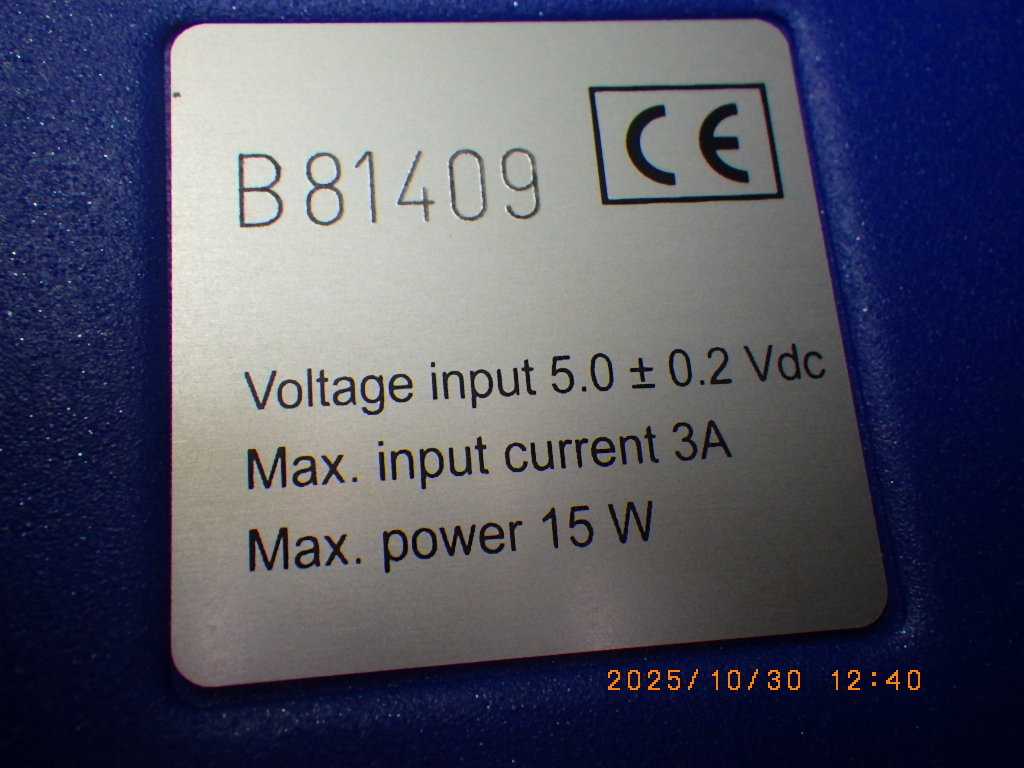 B81409
CE
Voltage input 5.0 ± 0.2 Vdc
Max. input current 3A
Max. power 15 W
2025/10/30 12:40